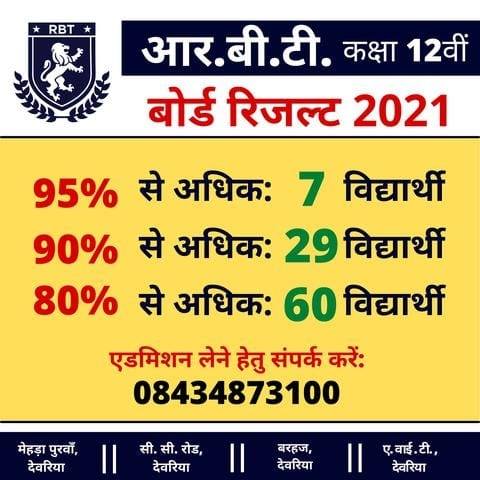 RBT
आर.बी.टी. कक्षा 12वीं
बोर्ड रिजल्ट 2021
95% से अधिक: 7 विद्यार्थी
90% से अधिक: 29 विद्यार्थी
80% से अधिक: 60 विद्यार्थी
एडमिशन लेने हेतु संपर्क करें:
08434873100
मेहड़ा पुरवाँ, || सी. सी. रोड, || बरहज, || ए.वाई.टी.,
देवरिया देवरिया देवरिया देवरिया